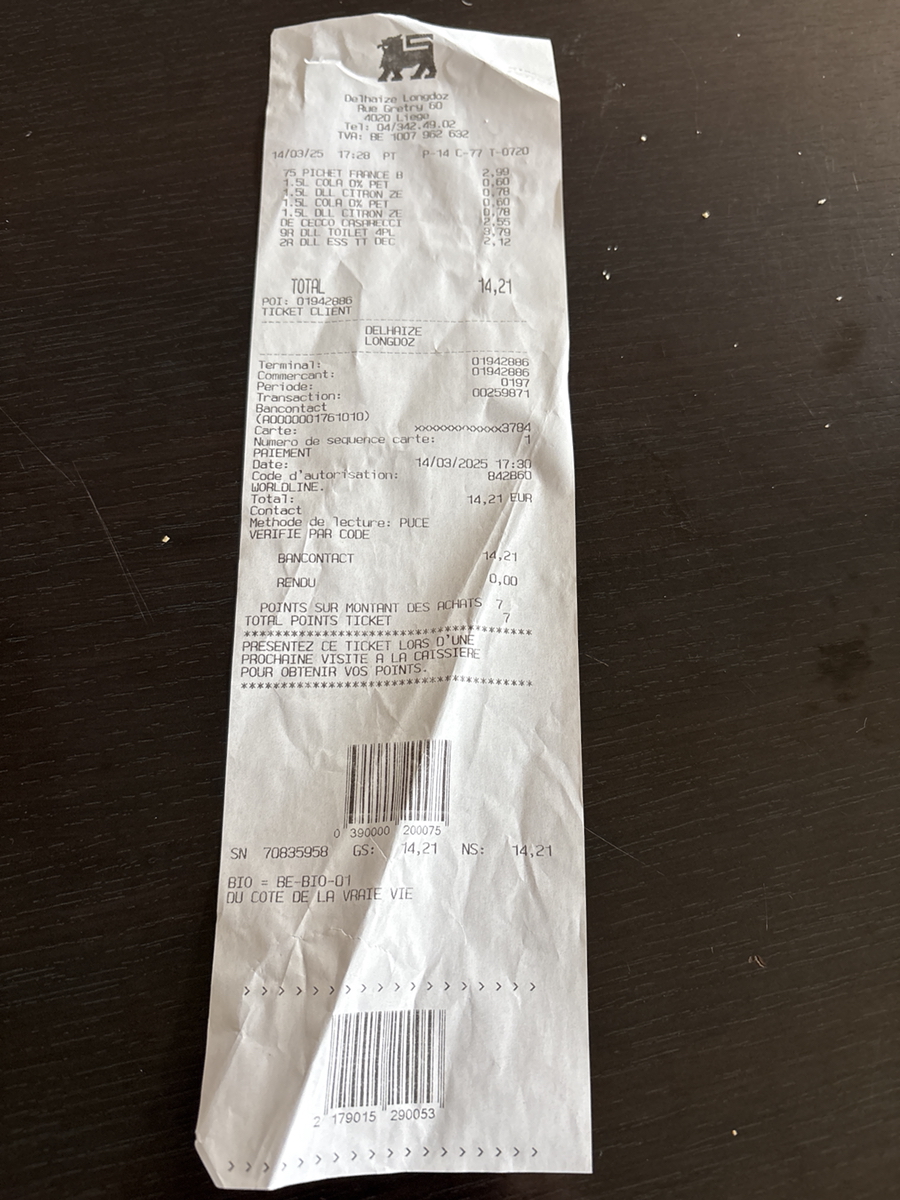 Delhaize Longdoz
Rue Gretry 60
4020 Liege
Tel: 04/342.49.02
TVA: BE 1007 962 632
14/03/25 17:28 PT P-14 C-77 T-0720
75 PICHET FRANCE B 2,99
1.5L COLA 0% PET 0,60
1.5L DLL CITRON ZE 0,78
1.5L COLA 0% PET 0,60
1.5L DLL CITRON ZE 0,78
DE CECCO CASARECCI 2,55
9R DLL TOILET 4PL 3,79
2R DLL ESS TT DEC 2,12
TOTAL 14,21
POI: 01942886
TICKET CLIENT
DELHAIZE
LONGDOZ
Terminal: 01942886
Commercant: 01942886
Periode: 0197
Transaction: 00259871
Bancontact
(A0000001761010)
Carte: xxxxxxxxxxxxx3784
Numero de sequence carte: 1
PAIEMENT
Date: 14/03/2025 17:30
Code d'autorisation: 842860
WORLDLINE.
Total: 14,21 EUR
Contact
Methode de lecture: PUCE
VERIFIE PAR CODE
BANCONTACT 14,21
RENDU 0,00
POINTS SUR MONTANT DES ACHATS 7
TOTAL POINTS TICKET 7
**********************************
PRESENTEZ CE TICKET LORS D'UNE
PROCHAINE VISITE A LA CAISSIERE
POUR OBTENIR VOS POINTS.
**********************************
0 390000 200075
SN 70835958 GS: 14,21 NS: 14,21
BIO = BE-BIO-01
DU COTE DE LA VRAIE VIE
> > > > > > > > > > > > > > > > >
2 179015 290053
> > > > > > > > > > > > > > > > > >